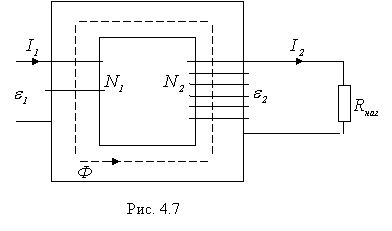 I₁ I₂
N₁ N₂
ε₁ ε₂
Rнаг
Ф
Рис. 4.7